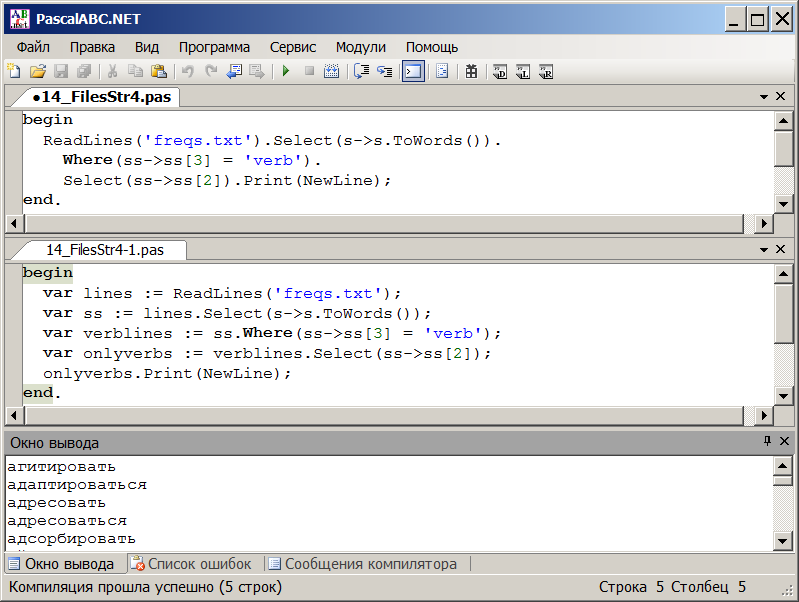 PascalABC.NET
Файл Правка Вид Программа Сервис Модули Помощь
●14_FilesStr4.pas
begin
ReadLines('freqs.txt').Select(s->s.ToWords()).
Where(ss->ss[3] = 'verb').
Select(ss->ss[2]).Print(NewLine);
end.
14_FilesStr4-1.pas
begin
var lines := ReadLines('freqs.txt');
var ss := lines.Select(s->s.ToWords());
var verblines := ss.Where(ss->ss[3] = 'verb');
var onlyverbs := verblines.Select(ss->ss[2]);
onlyverbs.Print(NewLine);
end.
Окно вывода
агитировать
адаптироваться
адресовать
адресоваться
адсорбировать
Окно вывода Список ошибок Сообщения компилятора
Компиляция прошла успешно (5 строк) Строка 5 Столбец 5